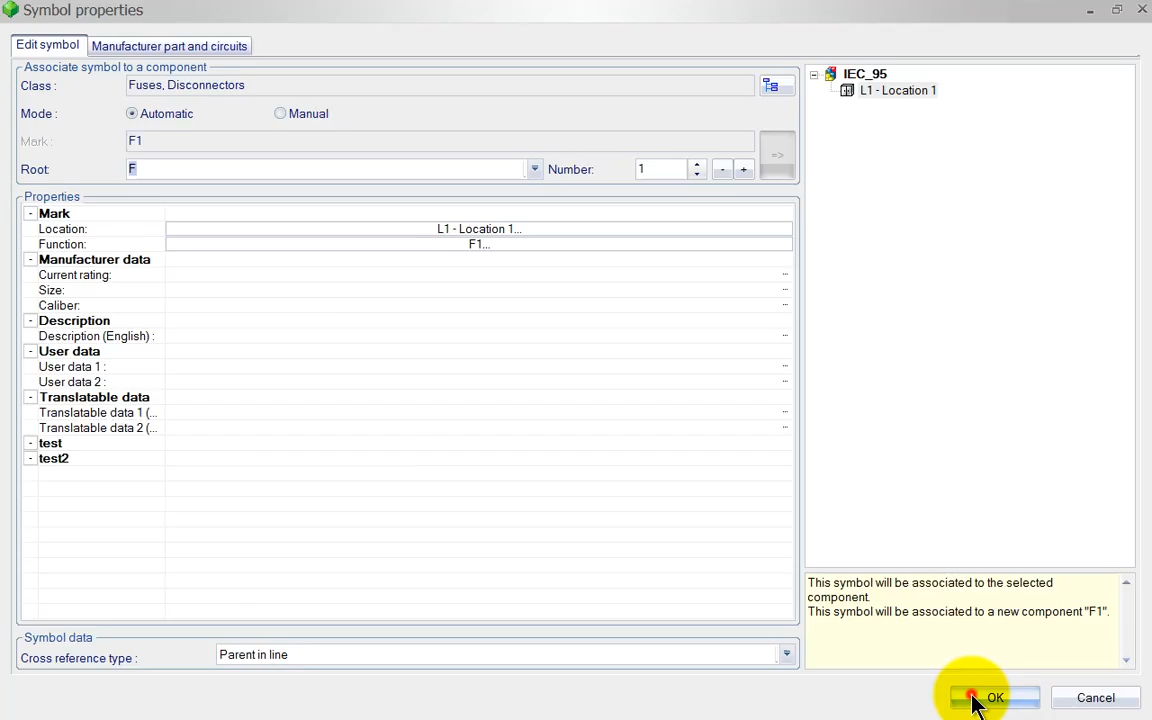 Symbol properties
Edit symbol
Manufacturer part and circuits
Associate symbol to a component
Class :
Fuses, Disconnectors
Mode :
Automatic
Manual
Mark :
F1
=>
Root:
F
Number:
1
-
+
Properties
- Mark
Location:
L1 - Location 1...
Function:
F1...
- Manufacturer data
Current rating:
...
Size:
...
Caliber:
...
- Description
Description (English) :
...
- User data
User data 1 :
...
User data 2 :
...
- Translatable data
Translatable data 1 (...
...
Translatable data 2 (...
...
- test
- test2
Symbol data
Cross reference type :
Parent in line
IEC_95
L1 - Location 1
This symbol will be associated to the selected
component.
This symbol will be associated to a new component "F1".
OK
Cancel